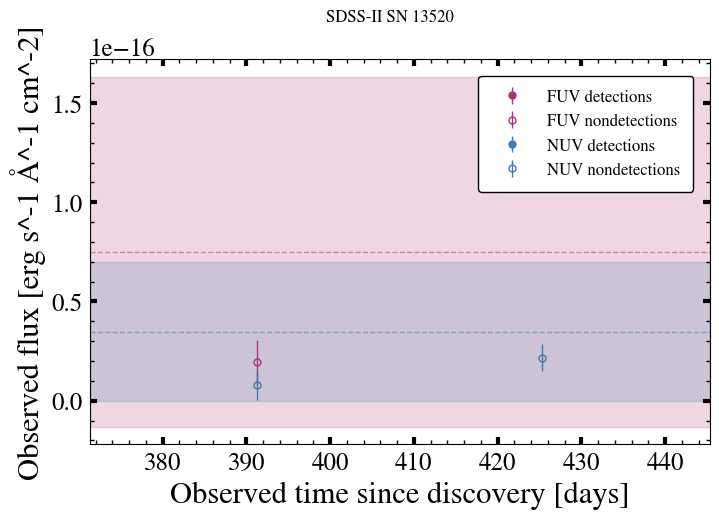 SDSS-II SN 13520
1e−16
Observed flux [erg s^-1 Å^-1 cm^-2]
1.5
1.0
0.5
0.0
FUV detections
FUV nondetections
NUV detections
NUV nondetections
380 390 400 410 420 430 440
Observed time since discovery [days]